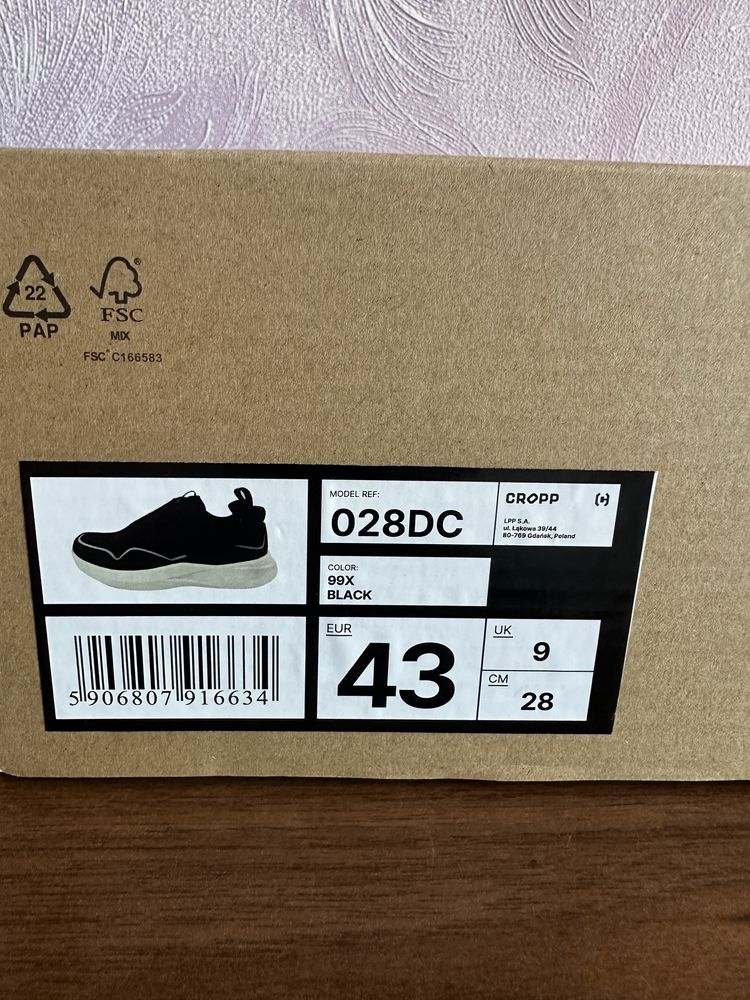 22
PAP
®
FSC
MIX
FSC® C166583
MODEL REF:
028DC
CROPP
[C]
LPP S.A.
ul. Łąkowa 39/44
80-769 Gdańsk, Poland
COLOR:
99X
BLACK
5 906807 916634
EUR
43
UK
9
CM
28